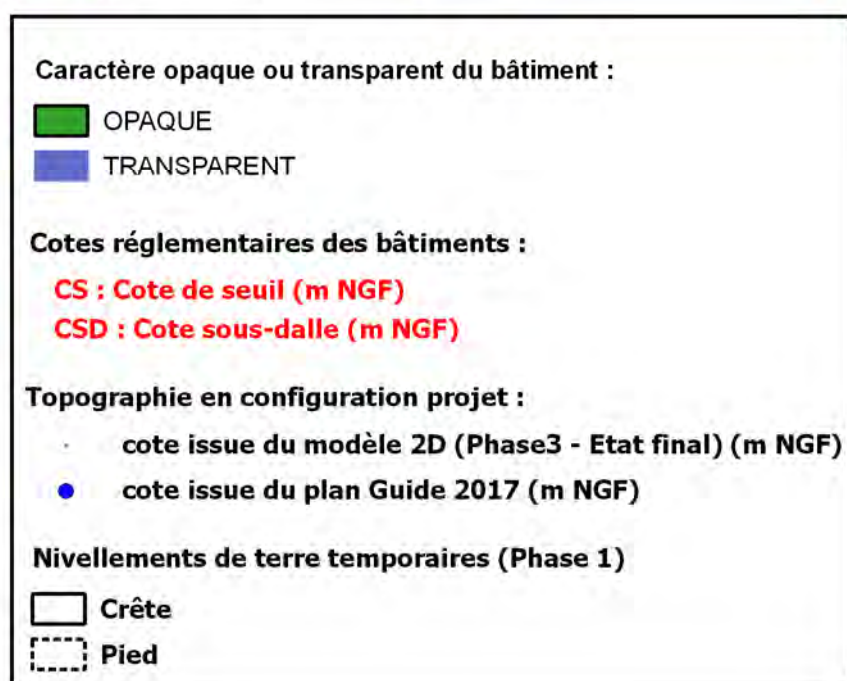 Caractère opaque ou transparent du bâtiment :
OPAQUE
TRANSPARENT
Cotes réglementaires des bâtiments :
CS : Cote de seuil (m NGF)
CSD : Cote sous-dalle (m NGF)
Topographie en configuration projet :
cote issue du modèle 2D (Phase3 - Etat final) (m NGF)
cote issue du plan Guide 2017 (m NGF)
Nivellements de terre temporaires (Phase 1)
Crête
Pied